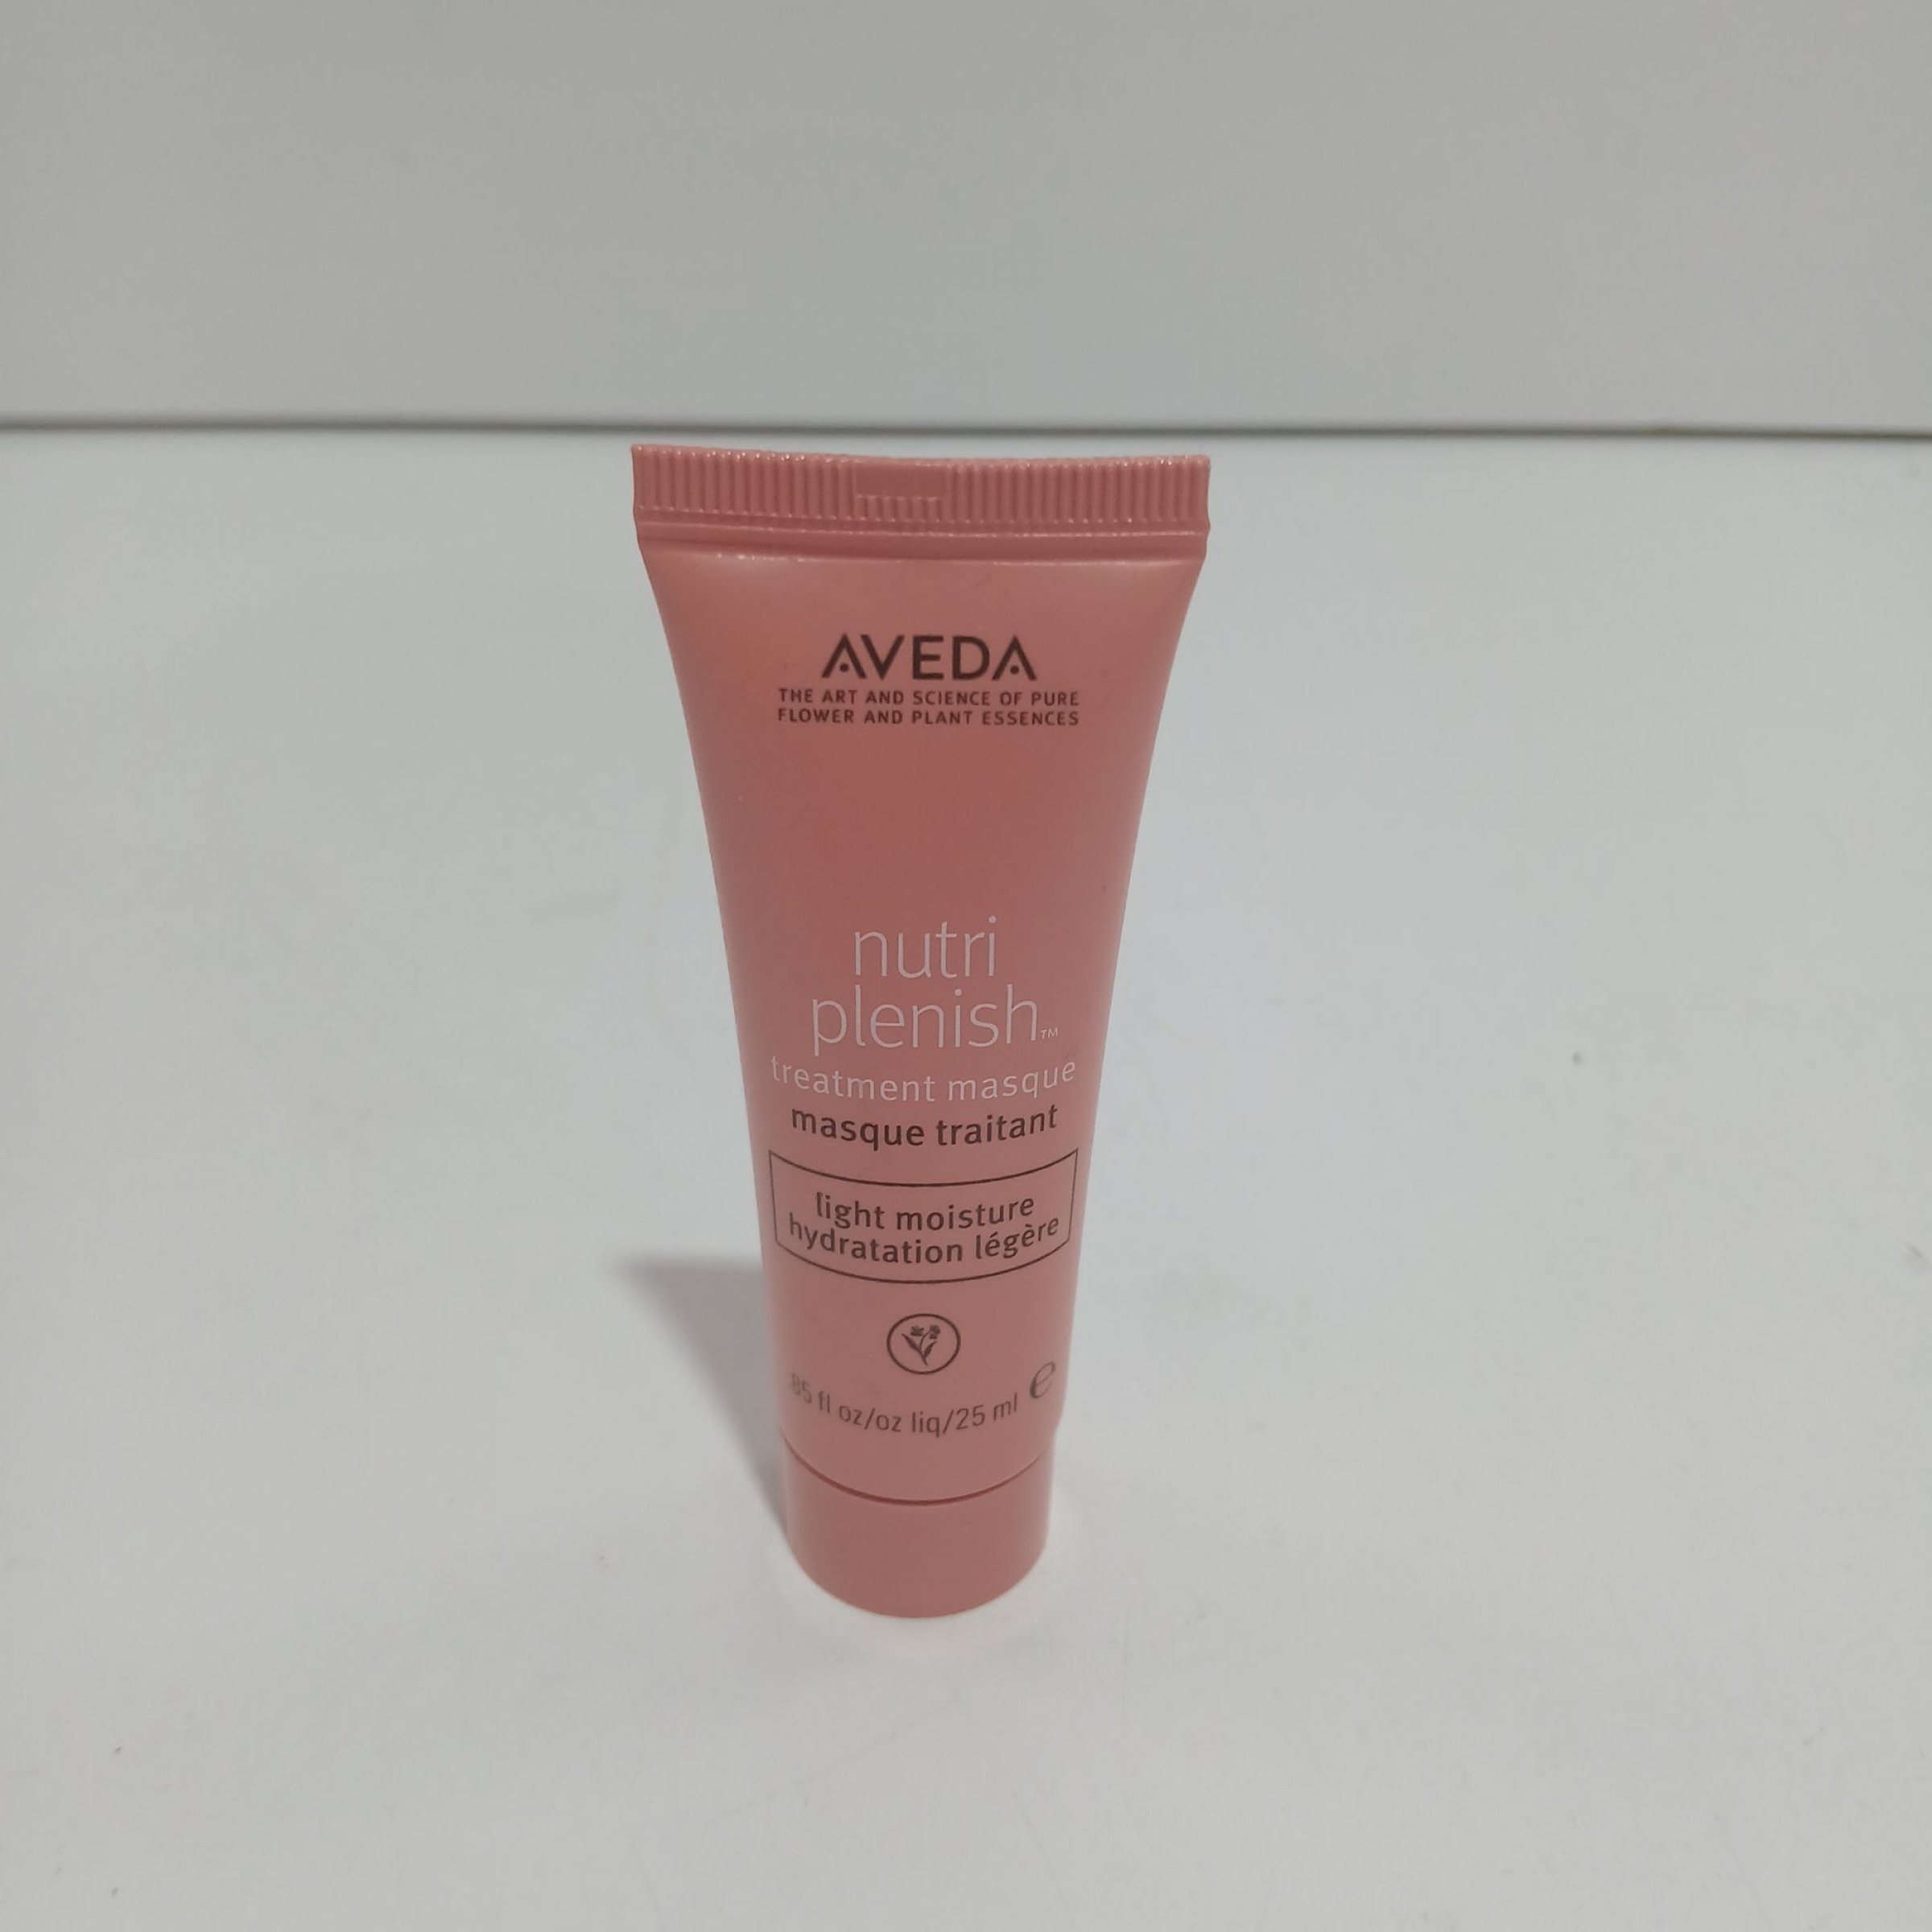 AVEDA
THE ART AND SCIENCE OF PURE
FLOWER AND PLANT ESSENCES
nutri
plenish™
treatment masque
masque traitant
light moisture
hydratation légère
.85 fl oz/oz liq/25 ml ℮